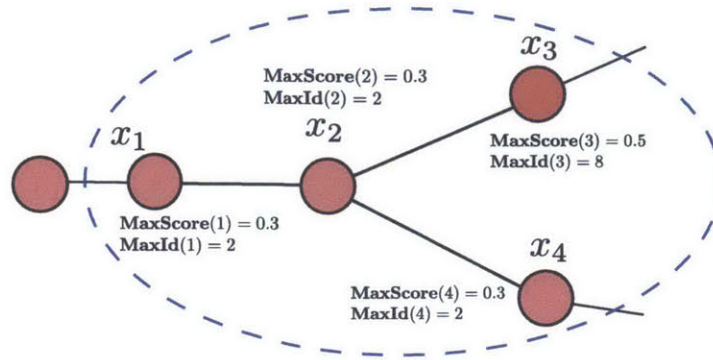 x₃
MaxScore(2) = 0.3
MaxId(2) = 2
x₁
x₂
MaxScore(3) = 0.5
MaxId(3) = 8
MaxScore(1) = 0.3
MaxId(1) = 2
x₄
MaxScore(4) = 0.3
MaxId(4) = 2